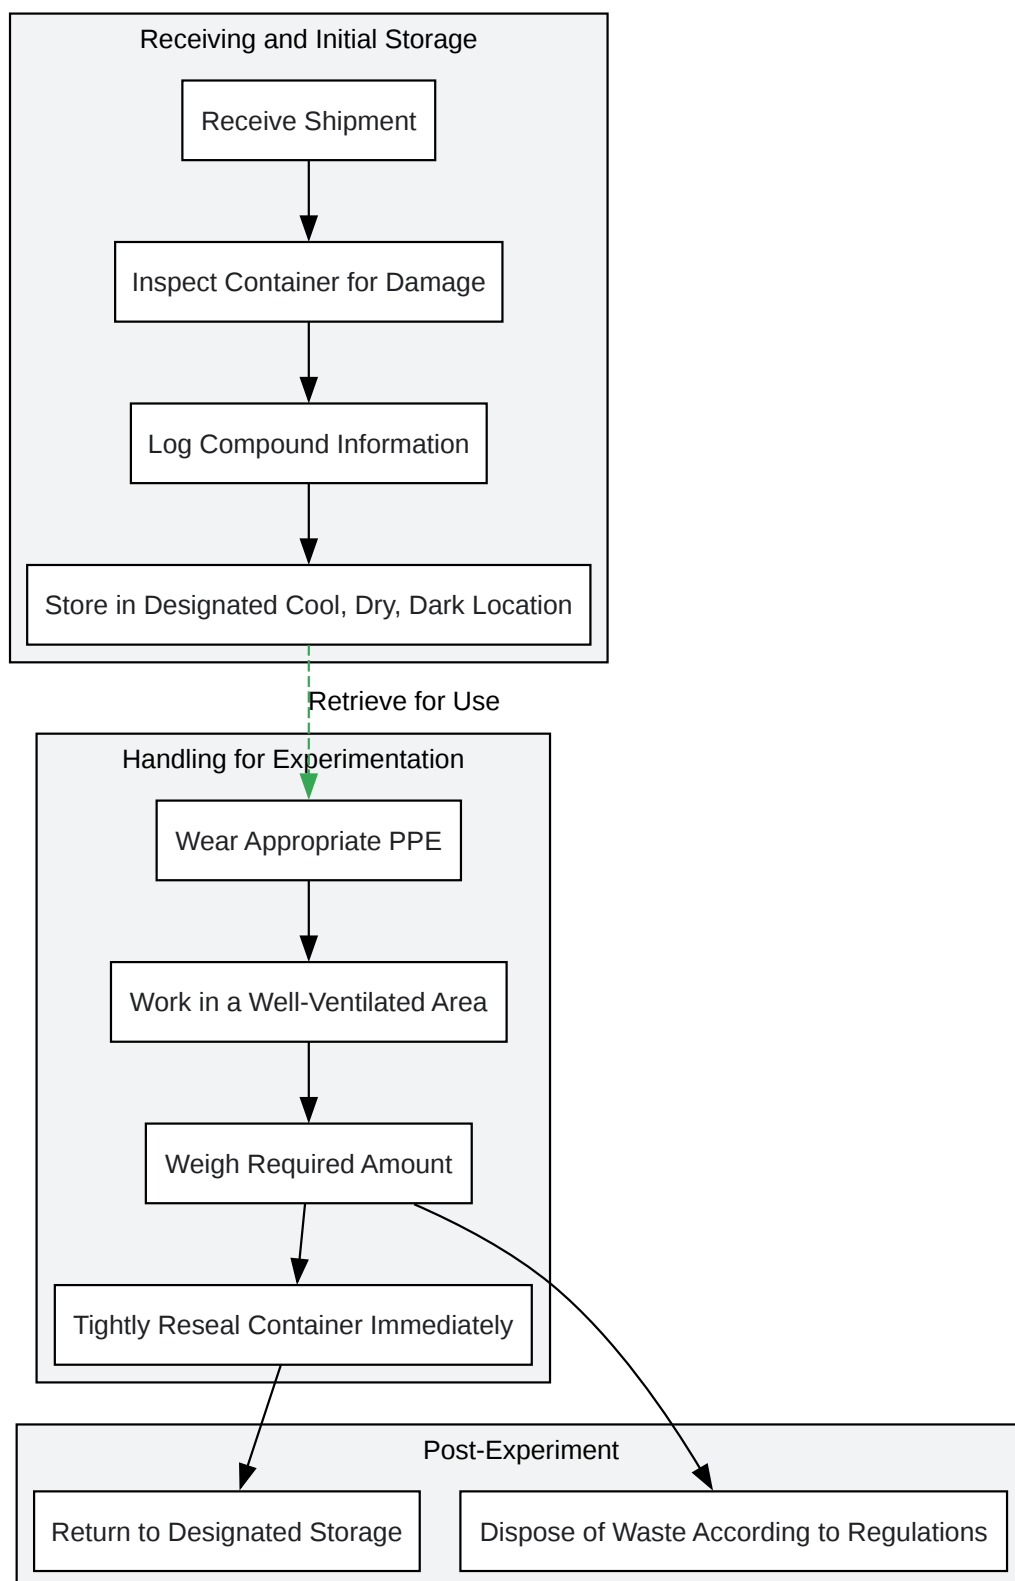 Receiving and Initial Storage
Receive Shipment
Inspect Container for Damage
Log Compound Information
Store in Designated Cool, Dry, Dark Location
Retrieve for Use
Handling for Experimentation
Wear Appropriate PPE
Work in a Well-Ventilated Area
Weigh Required Amount
Tightly Reseal Container Immediately
Post-Experiment
Return to Designated Storage
Dispose of Waste According to Regulations